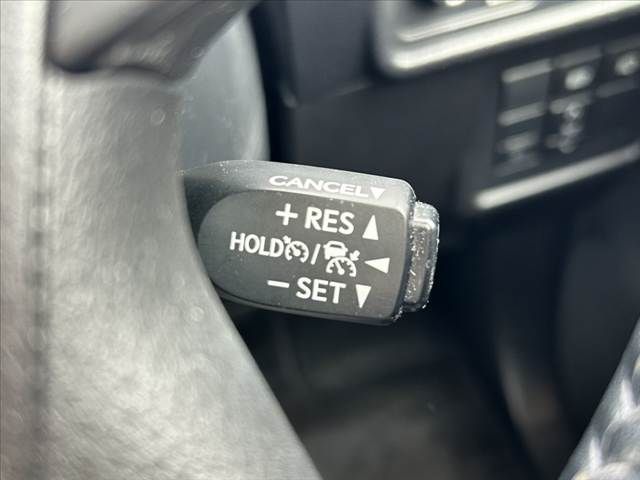 CANCEL▼
+ RES ▲
HOLD / ◀
− SET ▼